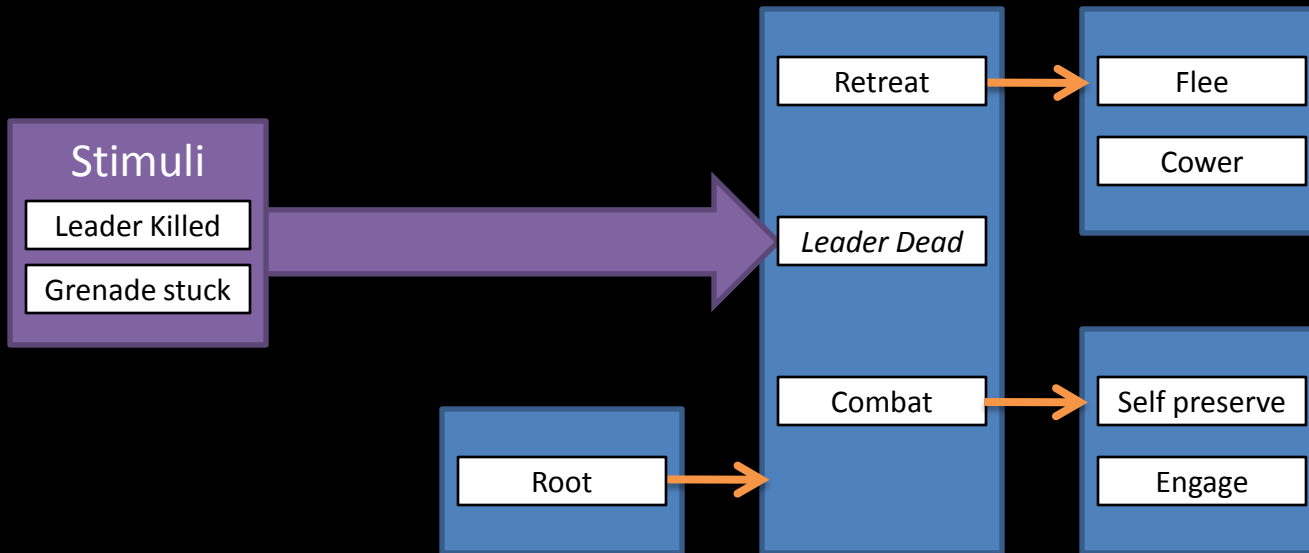 Stimuli
Leader Killed
Grenade stuck
Root
Retreat
Leader Dead
Combat
Flee
Cower
Self preserve
Engage